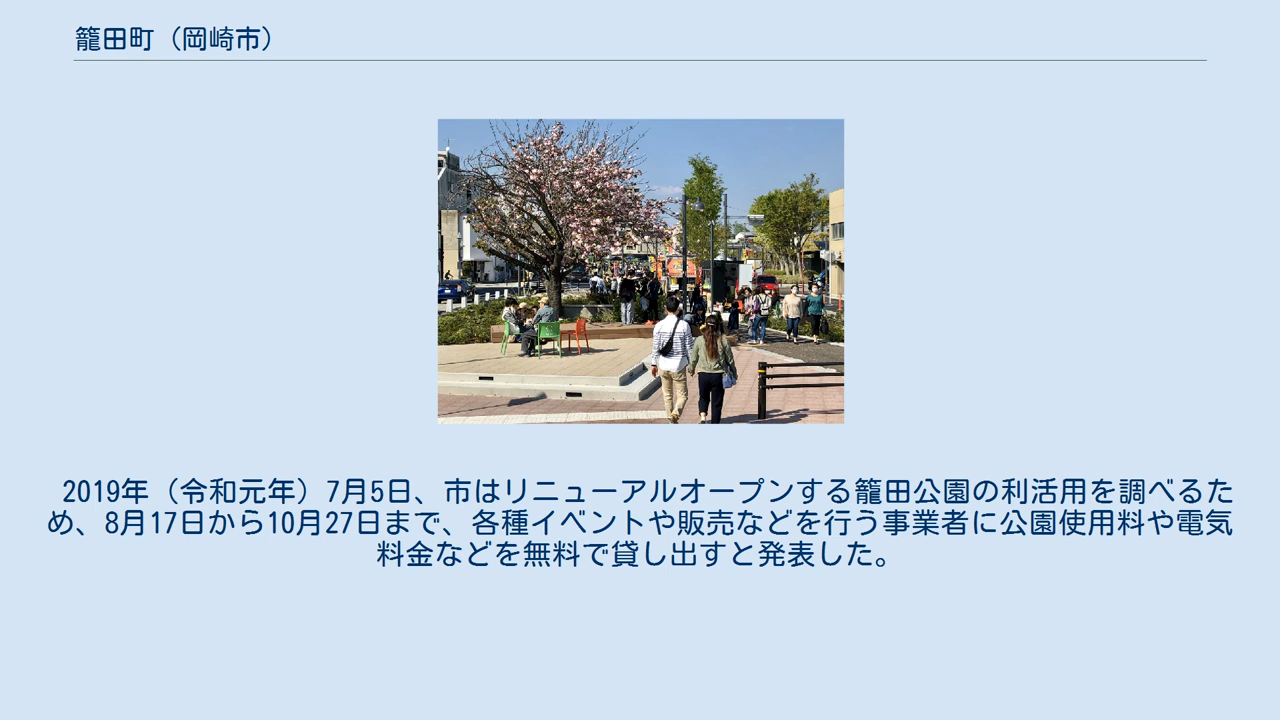 籠田町（岡崎市）
2019年（令和元年）7月5日、市はリニューアルオープンする籠田公園の利活用を調べるた
め、8月17日から10月27日まで、各種イベントや販売などを行う事業者に公園使用料や電気
料金などを無料で貸し出すと発表した。